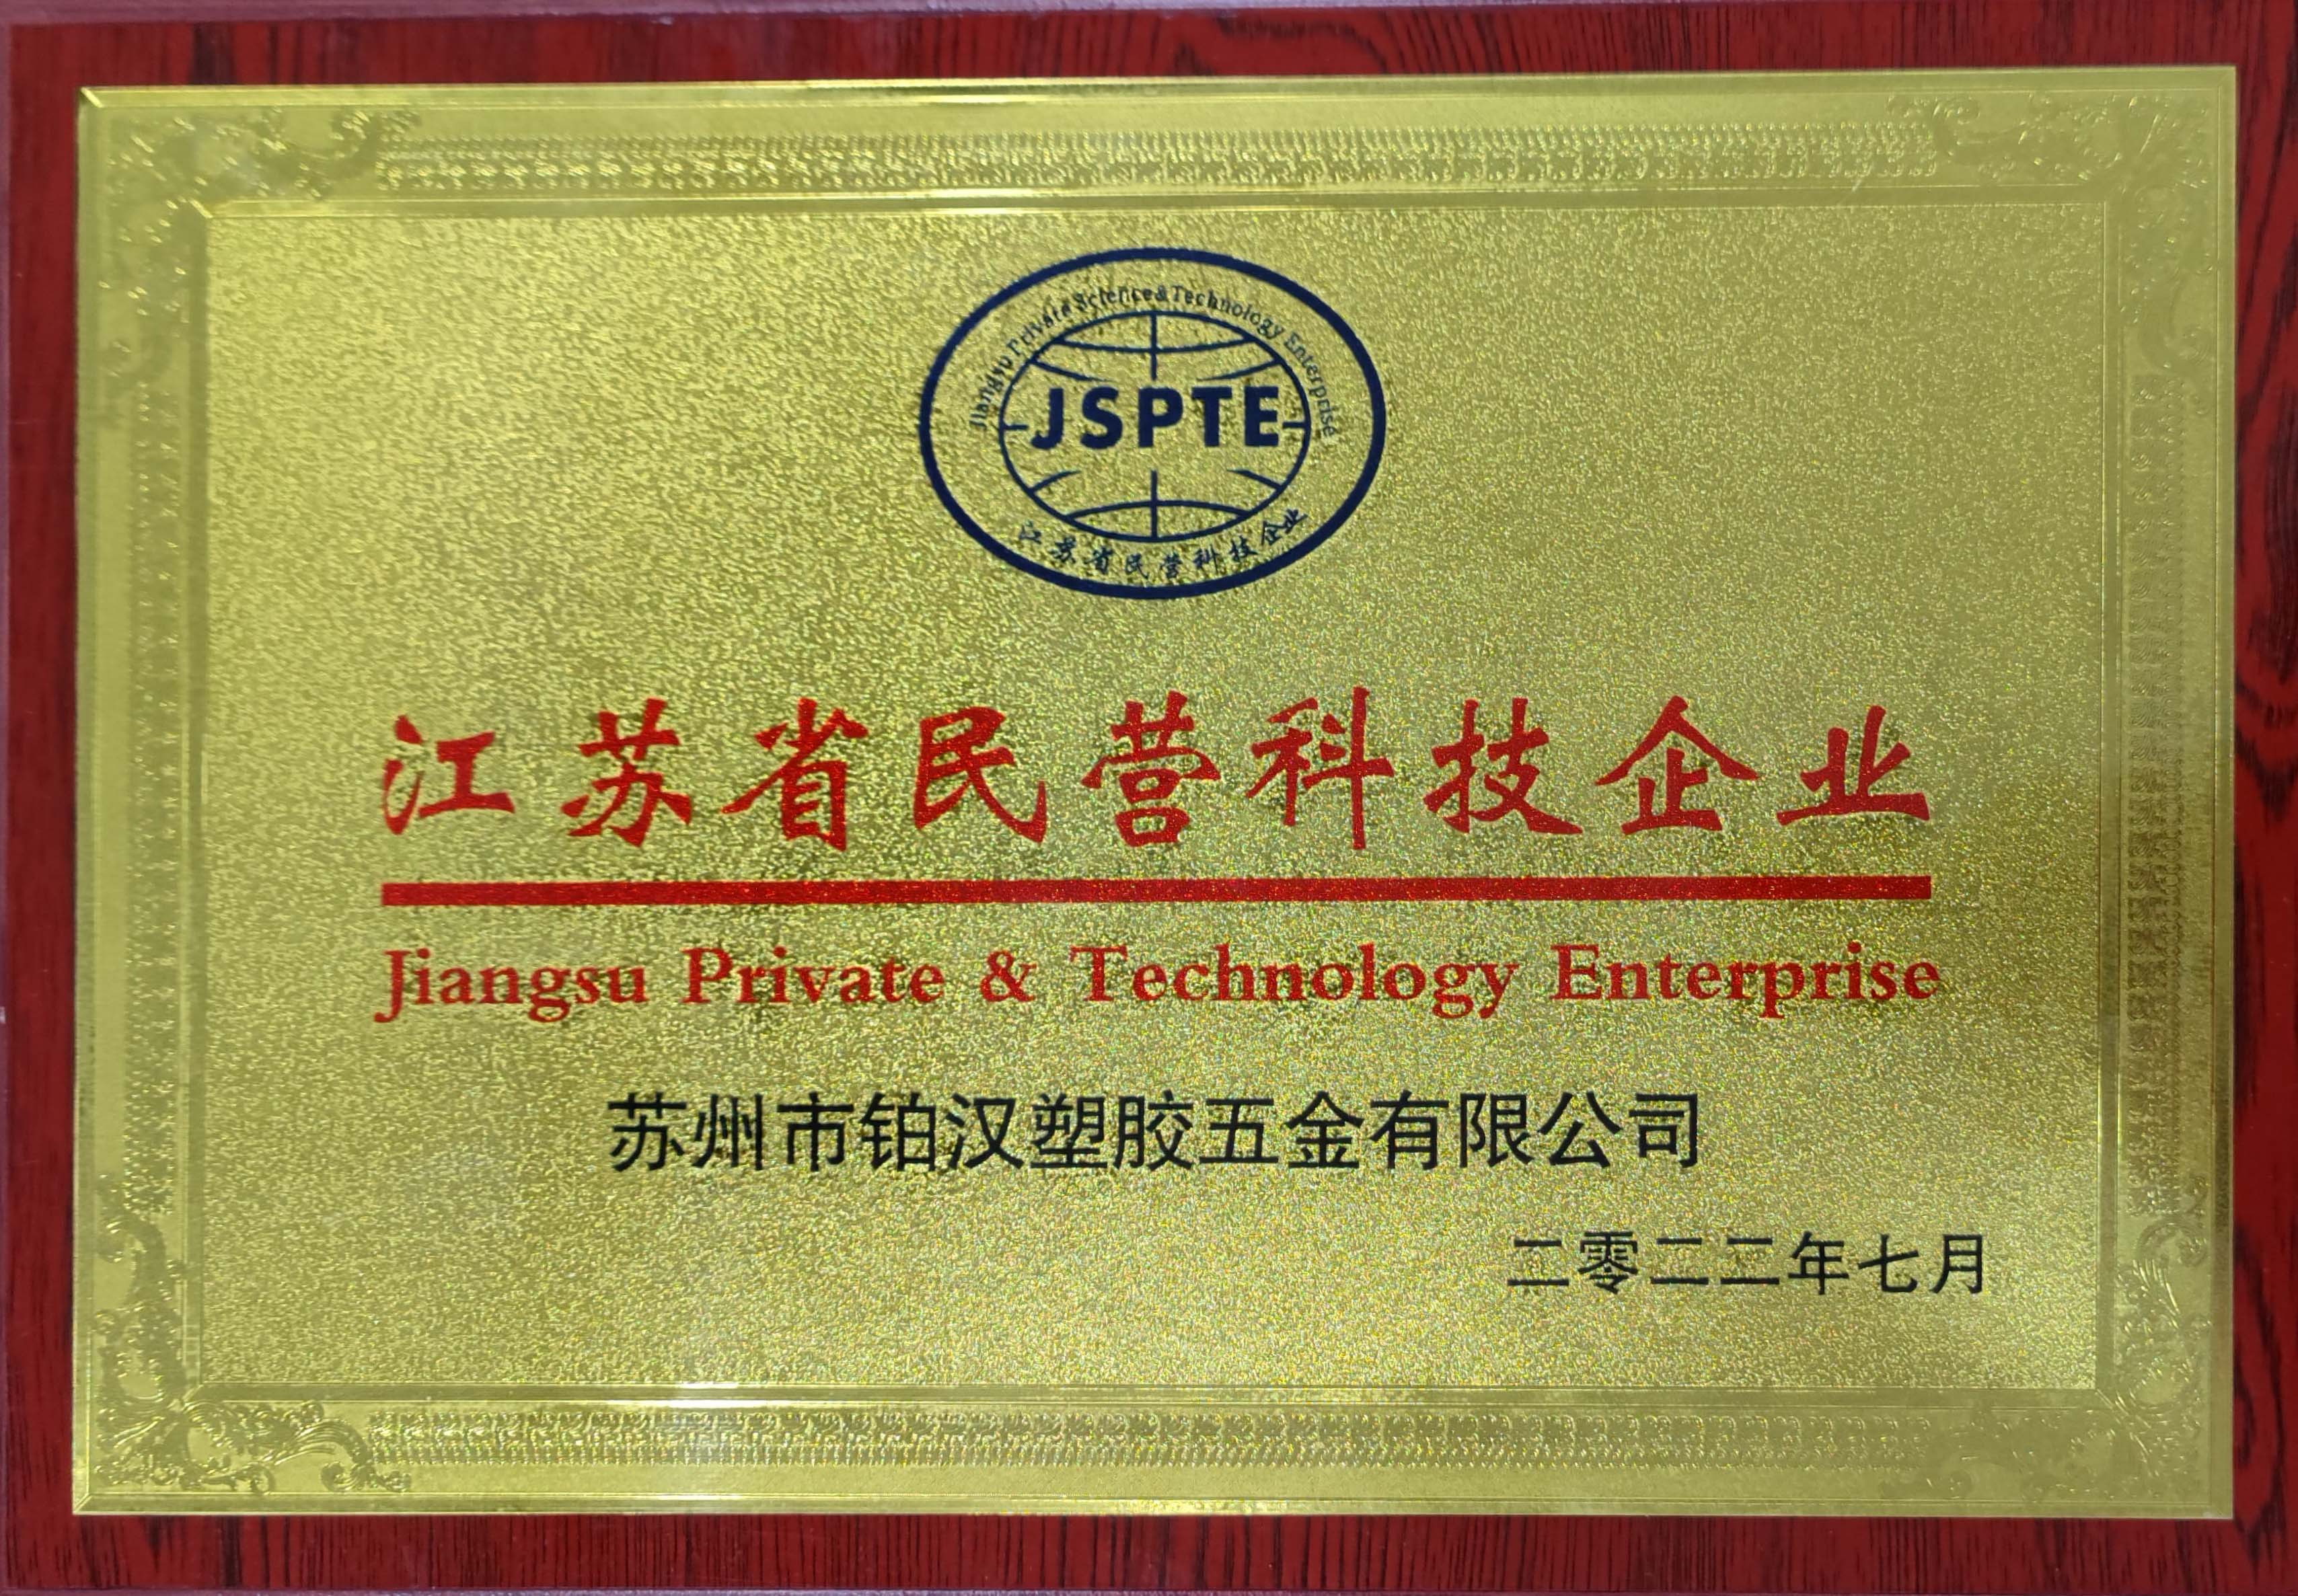 Jiangsu Private Science&Technology Enterprise
JSPTE
江苏省民营科技企业
江苏省民营科技企业
Jiangsu Private & Technology Enterprise
苏州市铂汉塑胶五金有限公司
二零二二年七月